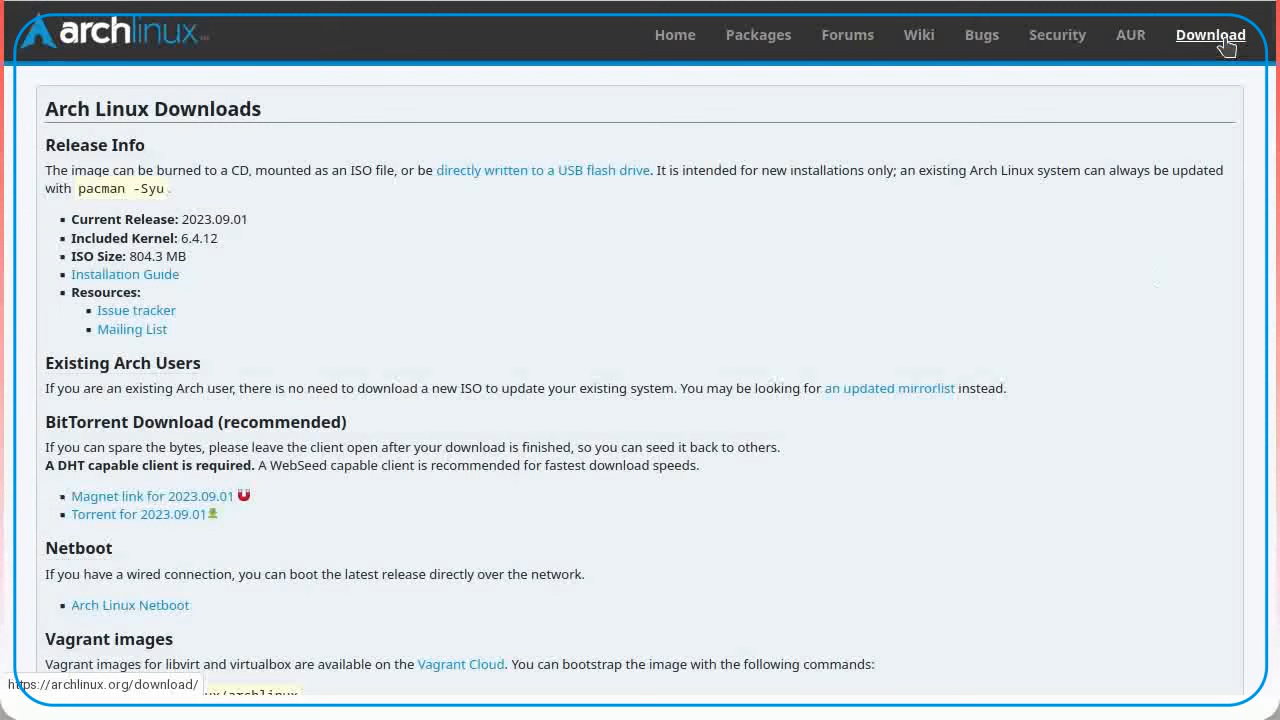 archlinux
Home Packages Forums Wiki Bugs Security AUR Download
Arch Linux Downloads
Release Info
The image can be burned to a CD, mounted as an ISO file, or be directly written to a USB flash drive. It is intended for new installations only; an existing Arch Linux system can always be updated
with pacman -Syu.
Current Release: 2023.09.01
Included Kernel: 6.4.12
ISO Size: 804.3 MB
Installation Guide
Resources:
Issue tracker
Mailing List
Existing Arch Users
If you are an existing Arch user, there is no need to download a new ISO to update your existing system. You may be looking for an updated mirrorlist instead.
BitTorrent Download (recommended)
If you can spare the bytes, please leave the client open after your download is finished, so you can seed it back to others.
A DHT capable client is required. A WebSeed capable client is recommended for fastest download speeds.
Magnet link for 2023.09.01
Torrent for 2023.09.01
Netboot
If you have a wired connection, you can boot the latest release directly over the network.
Arch Linux Netboot
Vagrant images
Vagrant images for libvirt and virtualbox are available on the Vagrant Cloud. You can bootstrap the image with the following commands:
https://archlinux.org/download/
ux/archlinux